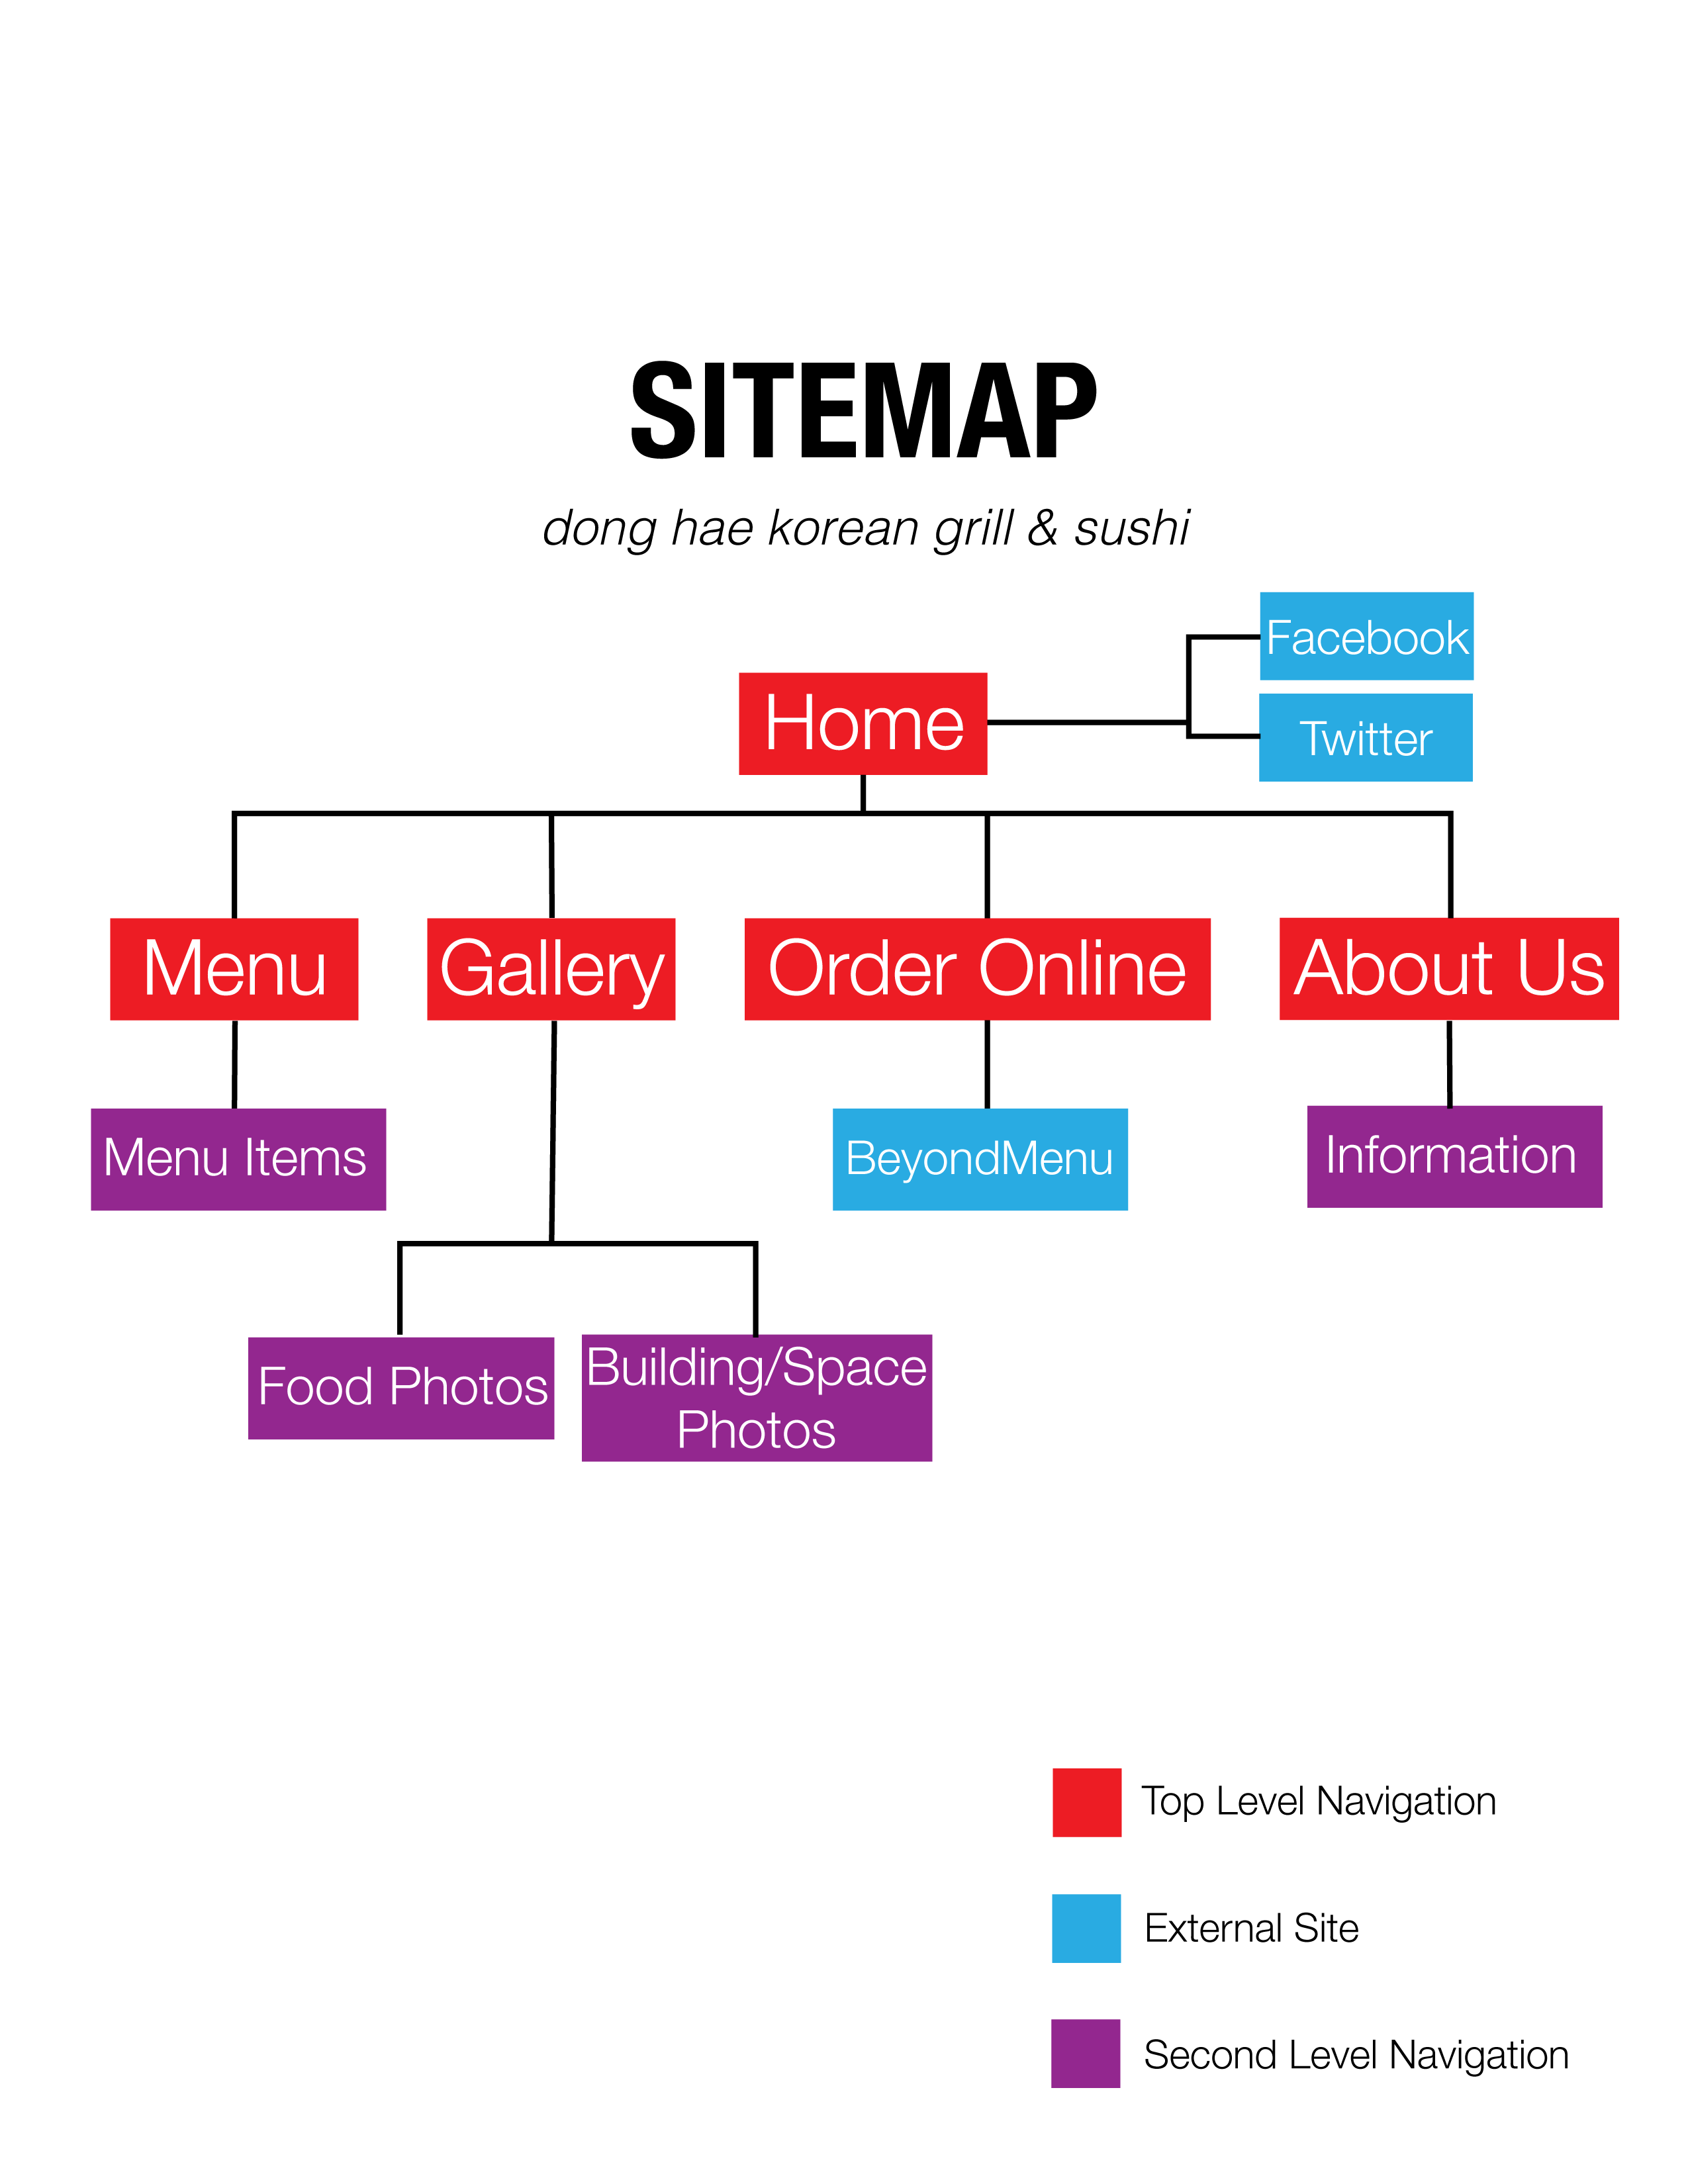 SITEMAP
dong hae korean grill & sushi
Facebook
Home
Twitter
Menu
Gallery
Order Online
About Us
Menu Items
BeyondMenu
Information
Food Photos
Building/Space
Photos
Top Level Navigation
External Site
Second Level Navigation